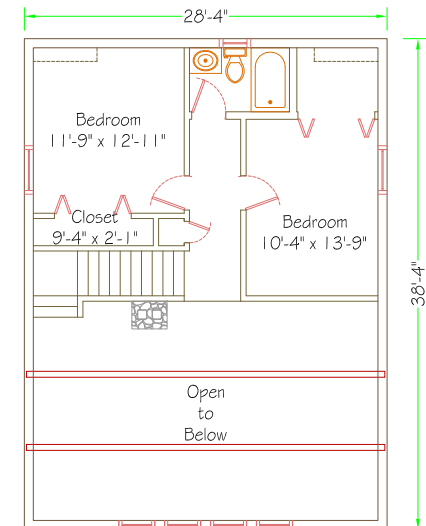 28'-4"
Bedroom
11'-9" x 12'-11"
Closet
9'-4" x 2'-1"
Bedroom
10'-4" x 13'-9"
38'-4"
Open
to
Below